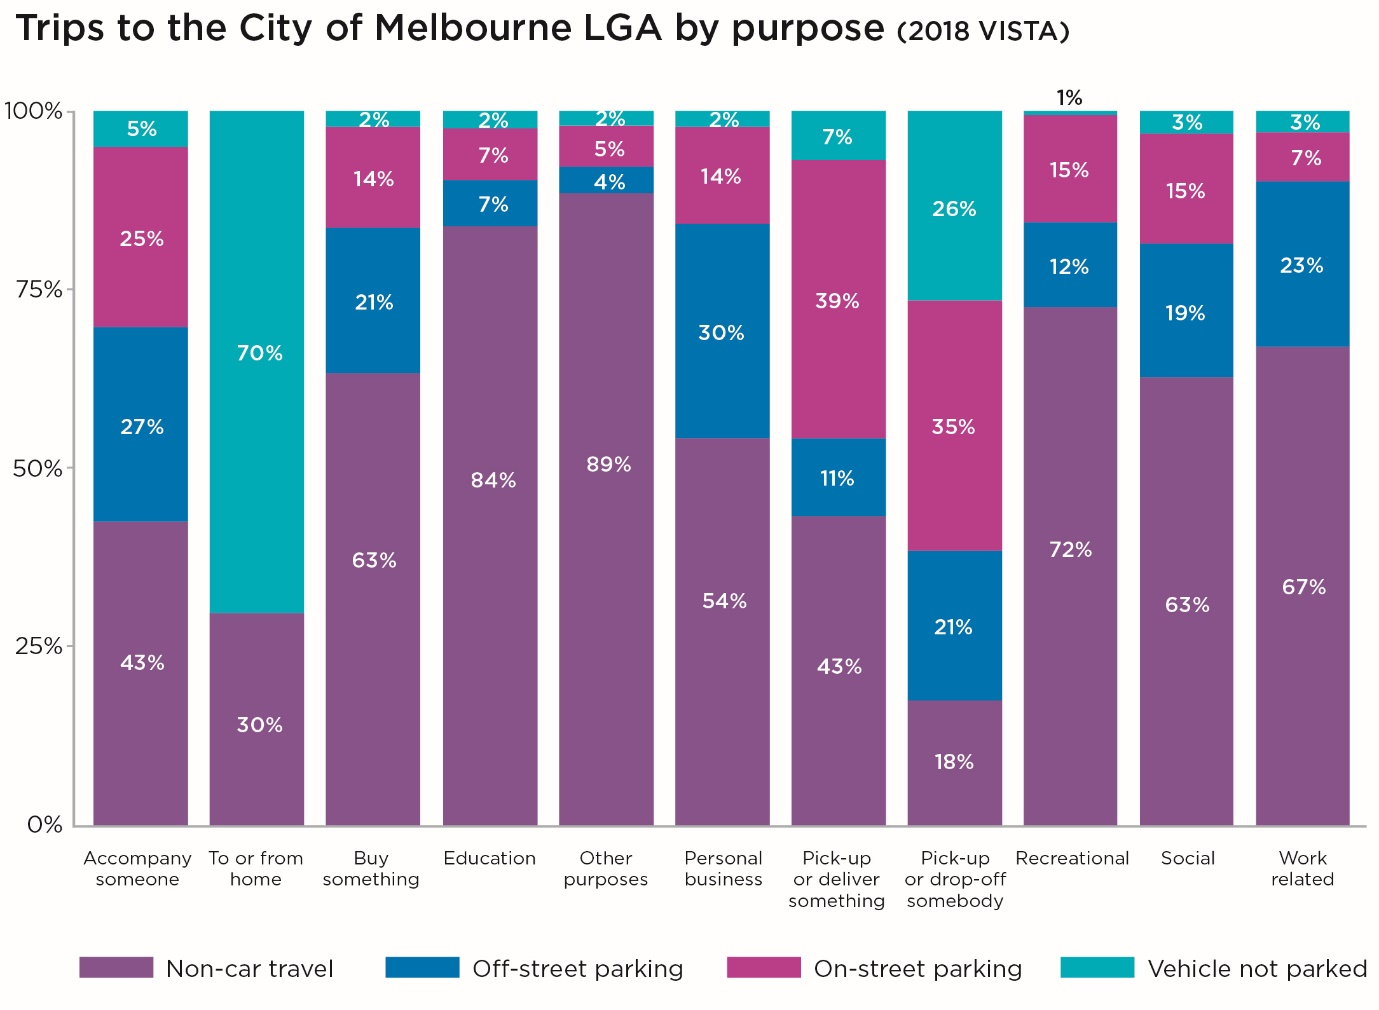 Trips to the City of Melbourne LGA by purpose (2018 VISTA)
1%
100%
5%
2%
2%
2%
2%
7%
3%
3%
7%
5%
14%
14%
15%
15%
7%
4%
7%
26%
25%
12%
23%
75%
70%
21%
30%
39%
19%
27%
50%
84%
89%
11%
35%
63%
72%
43%
54%
43%
21%
63%
67%
25%
30%
18%
0%
Accompany someone
To or from home
Buy something
Education
Other purposes
Personal business
Pick-up or deliver something
Pick-up or drop-off somebody
Recreational
Social
Work related
Non-car travel
Off-street parking
On-street parking
Vehicle not parked